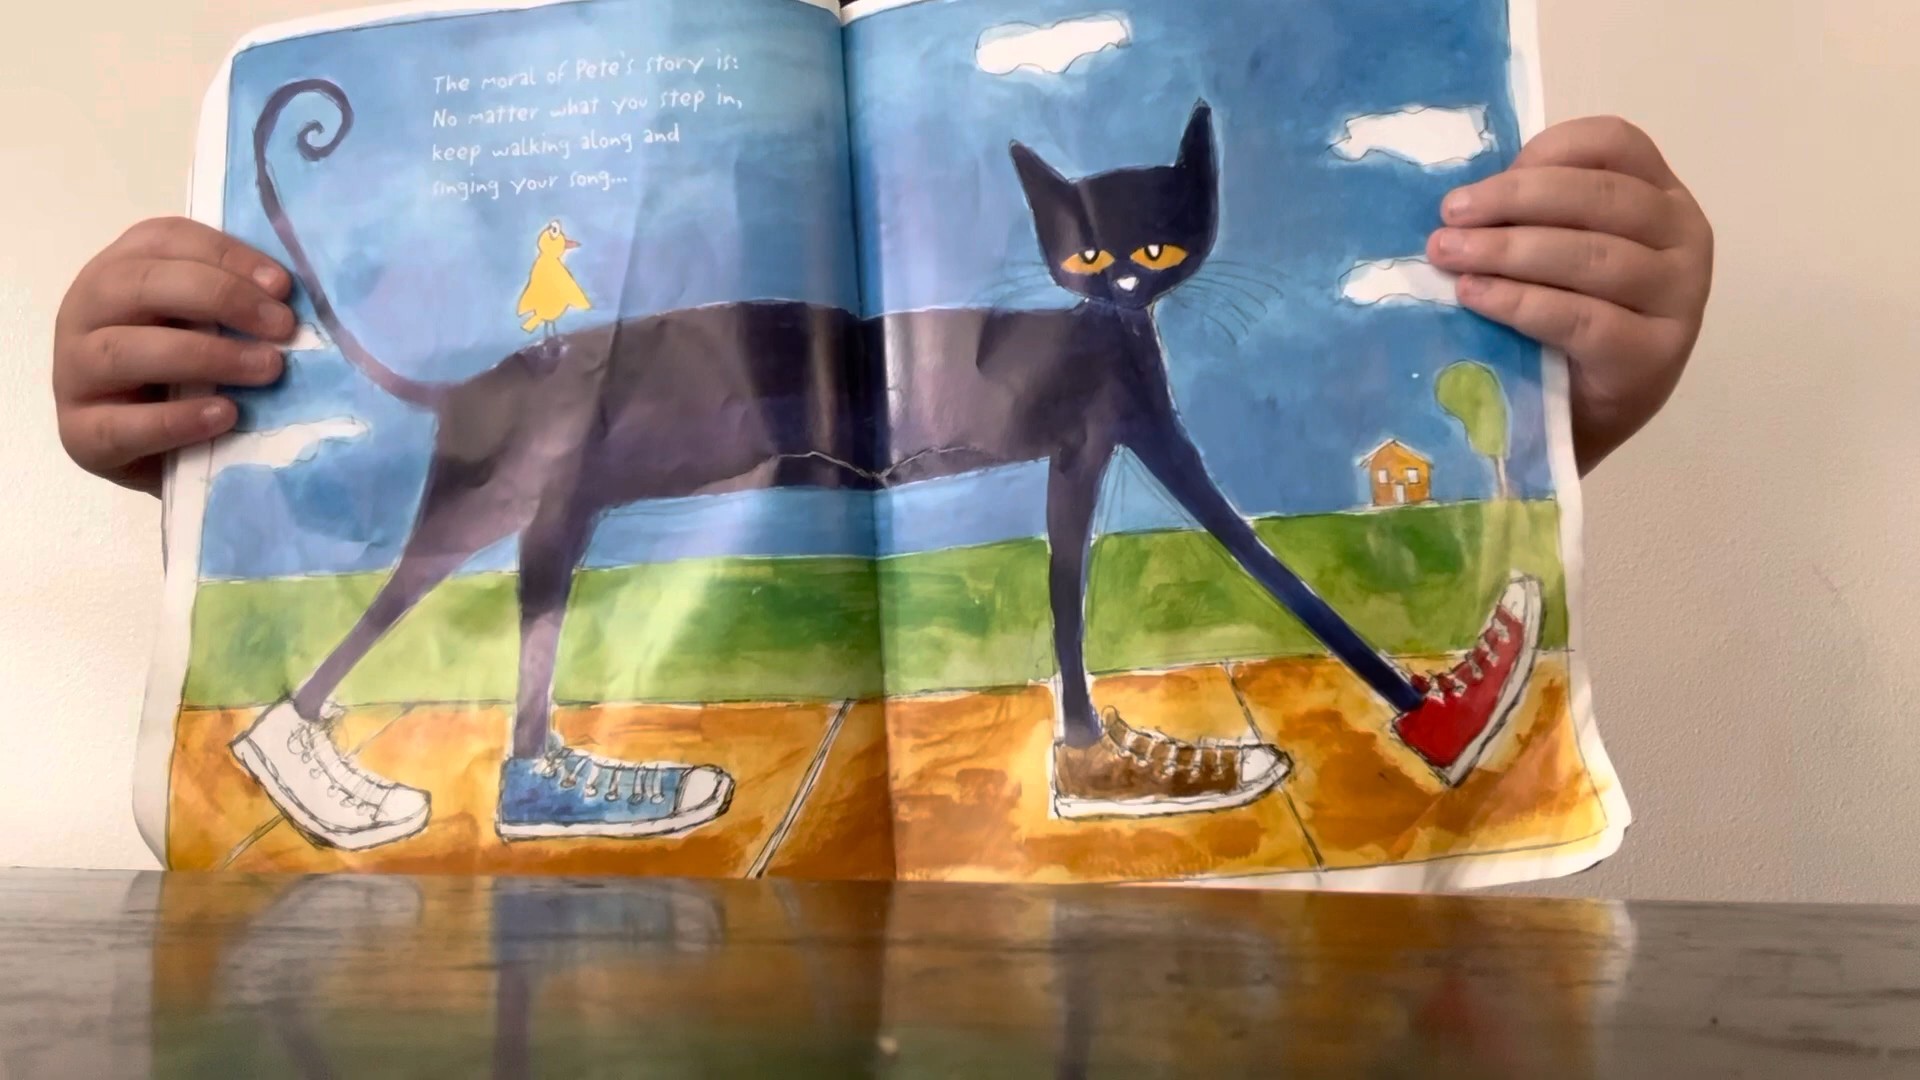 The moral of Pete's story is:
No matter what you step in,
keep walking along and
singing your song...